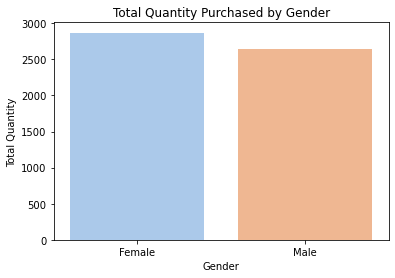 Total Quantity Purchased by Gender
3000
2500
2000
1500
1000
500
0
Total Quantity
Female
Male
Gender